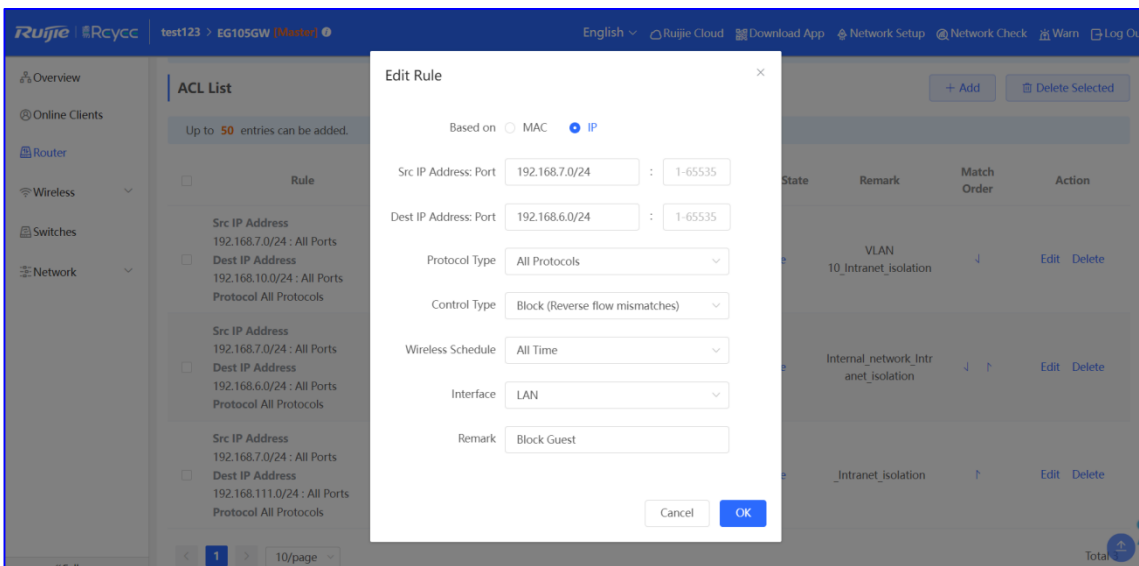 Ruijie | Rcycc test123 > EG105GW [Master] English Ruijie Cloud Download App Network Setup Network Check Warn Log Ou
Overview
Online Clients
Router
Wireless
Switches
Network
ACL List
+ Add Delete Selected
Up to 50 entries can be added.
Rule State Remark Match Order Action
Src IP Address
192.168.7.0/24 : All Ports
Dest IP Address
192.168.10.0/24 : All Ports
Protocol All Protocols
VLAN
10_Intranet_isolation
Edit Delete
Src IP Address
192.168.7.0/24 : All Ports
Dest IP Address
192.168.6.0/24 : All Ports
Protocol All Protocols
Internal_network_Intr
anet_isolation
Edit Delete
Src IP Address
192.168.7.0/24 : All Ports
Dest IP Address
192.168.111.0/24 : All Ports
Protocol All Protocols
_Intranet_isolation
Edit Delete
< 1 > 10/page
Total
Edit Rule ×
Based on MAC IP
Src IP Address: Port 192.168.7.0/24 : 1-65535
Dest IP Address: Port 192.168.6.0/24 : 1-65535
Protocol Type All Protocols
Control Type Block (Reverse flow mismatches)
Wireless Schedule All Time
Interface LAN
Remark Block Guest
Cancel OK